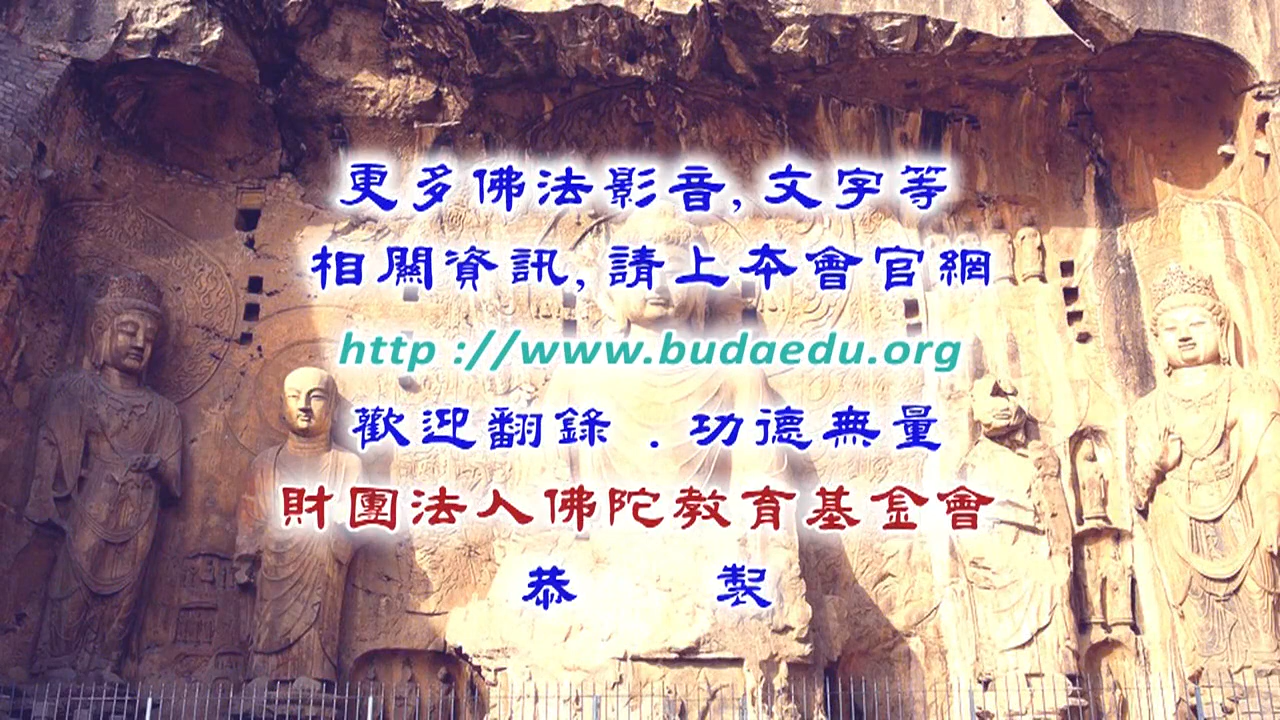 更多佛法影音,文字等
相關資訊,請上本會官網
http ://www.budaedu.org
歡迎翻錄 . 功德無量
財團法人佛陀教育基金會
恭 製